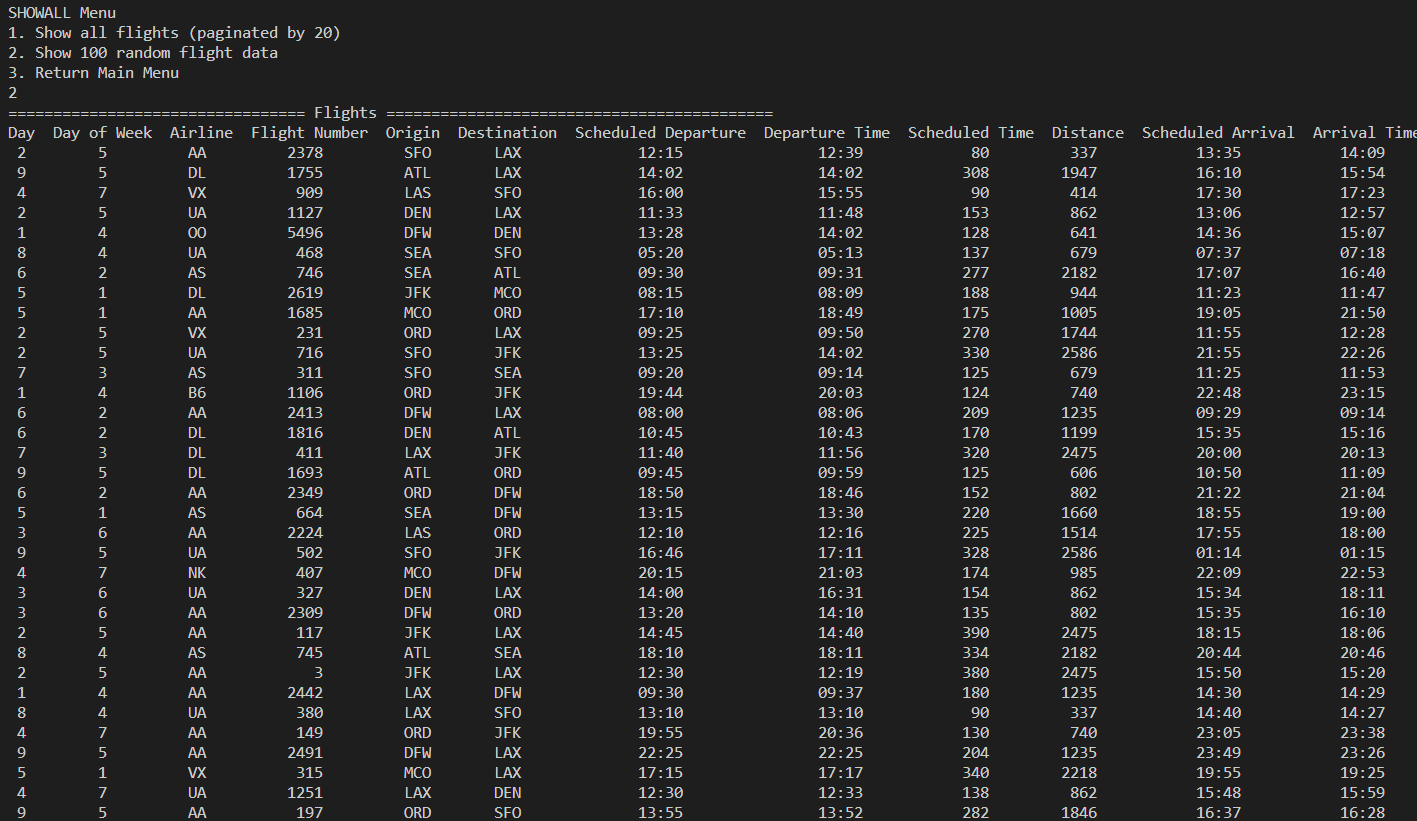 SHOWALL Menu
1. Show all flights (paginated by 20)
2. Show 100 random flight data
3. Return Main Menu
2
================================= Flights ===========================================
Day  Day of Week  Airline  Flight Number  Origin  Destination  Scheduled Departure  Departure Time  Scheduled Time  Distance  Scheduled Arrival  Arrival Time
2 5 AA 2378 SFO LAX 12:15 12:39 80 337 13:35 14:09
9 5 DL 1755 ATL LAX 14:02 14:02 308 1947 16:10 15:54
4 7 VX 909 LAS SFO 16:00 15:55 90 414 17:30 17:23
2 5 UA 1127 DEN LAX 11:33 11:48 153 862 13:06 12:57
1 4 OO 5496 DFW DEN 13:28 14:02 128 641 14:36 15:07
8 4 UA 468 SEA SFO 05:20 05:13 137 679 07:37 07:18
6 2 AS 746 SEA ATL 09:30 09:31 277 2182 17:07 16:40
5 1 DL 2619 JFK MCO 08:15 08:09 188 944 11:23 11:47
5 1 AA 1685 MCO ORD 17:10 18:49 175 1005 19:05 21:50
2 5 VX 231 ORD LAX 09:25 09:50 270 1744 11:55 12:28
2 5 UA 716 SFO JFK 13:25 14:02 330 2586 21:55 22:26
7 3 AS 311 SFO SEA 09:20 09:14 125 679 11:25 11:53
1 4 B6 1106 ORD JFK 19:44 20:03 124 740 22:48 23:15
6 2 AA 2413 DFW LAX 08:00 08:06 209 1235 09:29 09:14
6 2 DL 1816 DEN ATL 10:45 10:43 170 1199 15:35 15:16
7 3 DL 411 LAX JFK 11:40 11:56 320 2475 20:00 20:13
9 5 DL 1693 ATL ORD 09:45 09:59 125 606 10:50 11:09
6 2 AA 2349 ORD DFW 18:50 18:46 152 802 21:22 21:04
5 1 AS 664 SEA DFW 13:15 13:30 220 1660 18:55 19:00
3 6 AA 2224 LAS ORD 12:10 12:16 225 1514 17:55 18:00
9 5 UA 502 SFO JFK 16:46 17:11 328 2586 01:14 01:15
4 7 NK 407 MCO DFW 20:15 21:03 174 985 22:09 22:53
3 6 UA 327 DEN LAX 14:00 16:31 154 862 15:34 18:11
3 6 AA 2309 DFW ORD 13:20 14:10 135 802 15:35 16:10
2 5 AA 117 JFK LAX 14:45 14:40 390 2475 18:15 18:06
8 4 AS 745 ATL SEA 18:10 18:11 334 2182 20:44 20:46
2 5 AA 3 JFK LAX 12:30 12:19 380 2475 15:50 15:20
1 4 AA 2442 LAX DFW 09:30 09:37 180 1235 14:30 14:29
8 4 UA 380 LAX SFO 13:10 13:10 90 337 14:40 14:27
4 7 AA 149 ORD JFK 19:55 20:36 130 740 23:05 23:38
9 5 AA 2491 DFW LAX 22:25 22:25 204 1235 23:49 23:26
5 1 VX 315 MCO LAX 17:15 17:17 340 2218 19:55 19:25
4 7 UA 1251 LAX DEN 12:30 12:33 138 862 15:48 15:59
9 5 AA 197 ORD SFO 13:55 13:52 282 1846 16:37 16:28